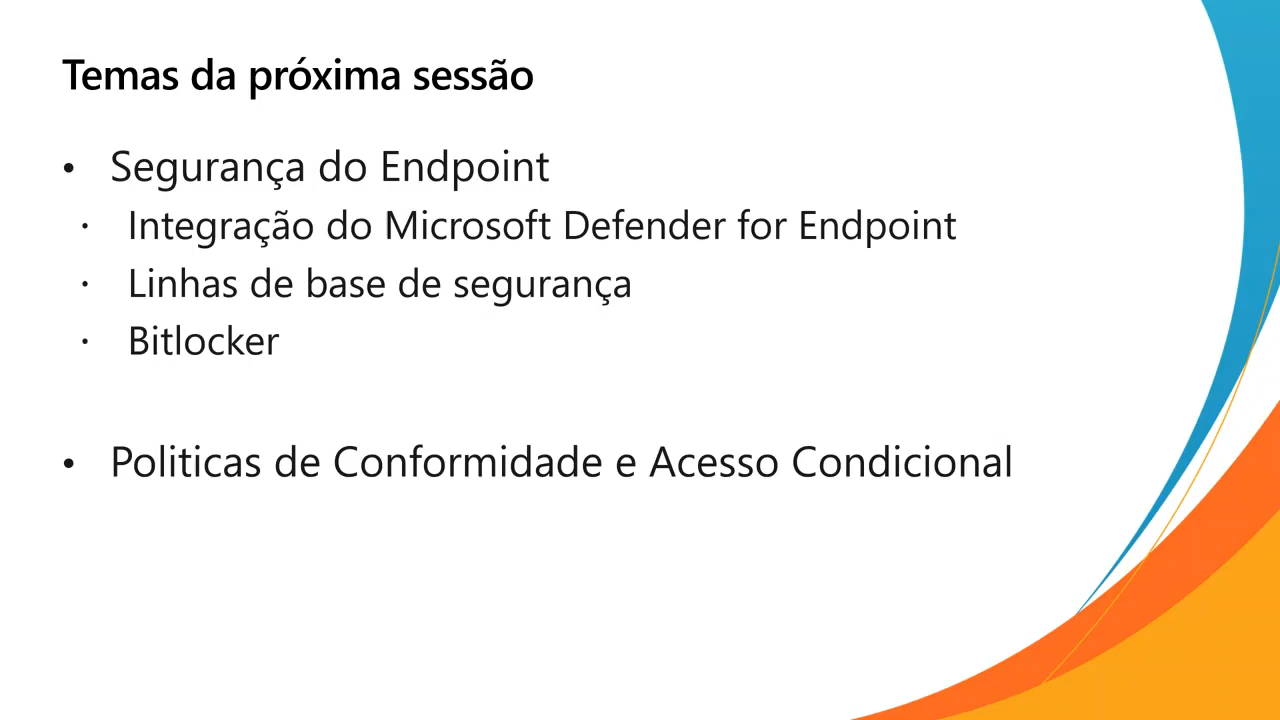 Temas da próxima sessão
• Segurança do Endpoint
· Integração do Microsoft Defender for Endpoint
· Linhas de base de segurança
· Bitlocker
• Politicas de Conformidade e Acesso Condicional